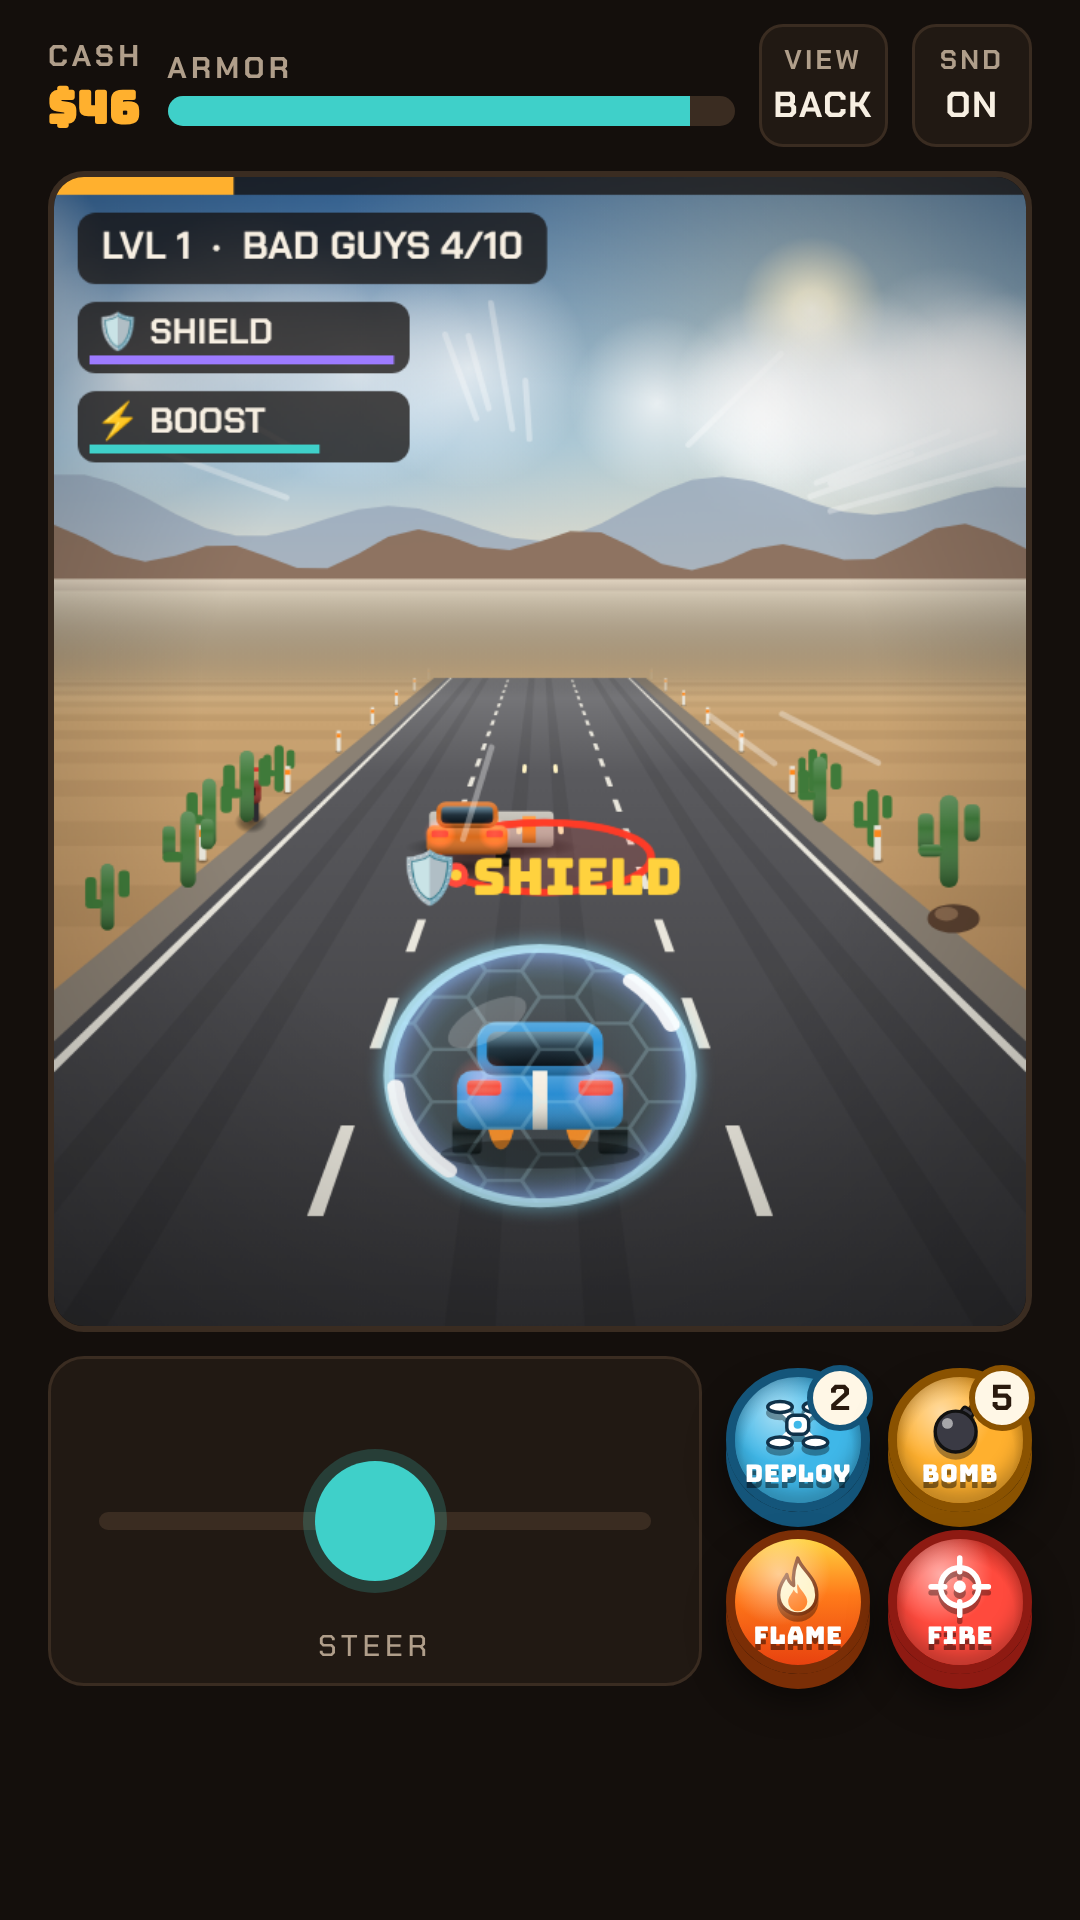 CASH
$46
ARMOR
VIEW
BACK
SND
ON
LVL 1 · BAD GUYS 4/10
🛡️ SHIELD
⚡ BOOST
🛡️ SHIELD
STEER
2
DEPLOY
5
BOMB
FLAME
FIRE